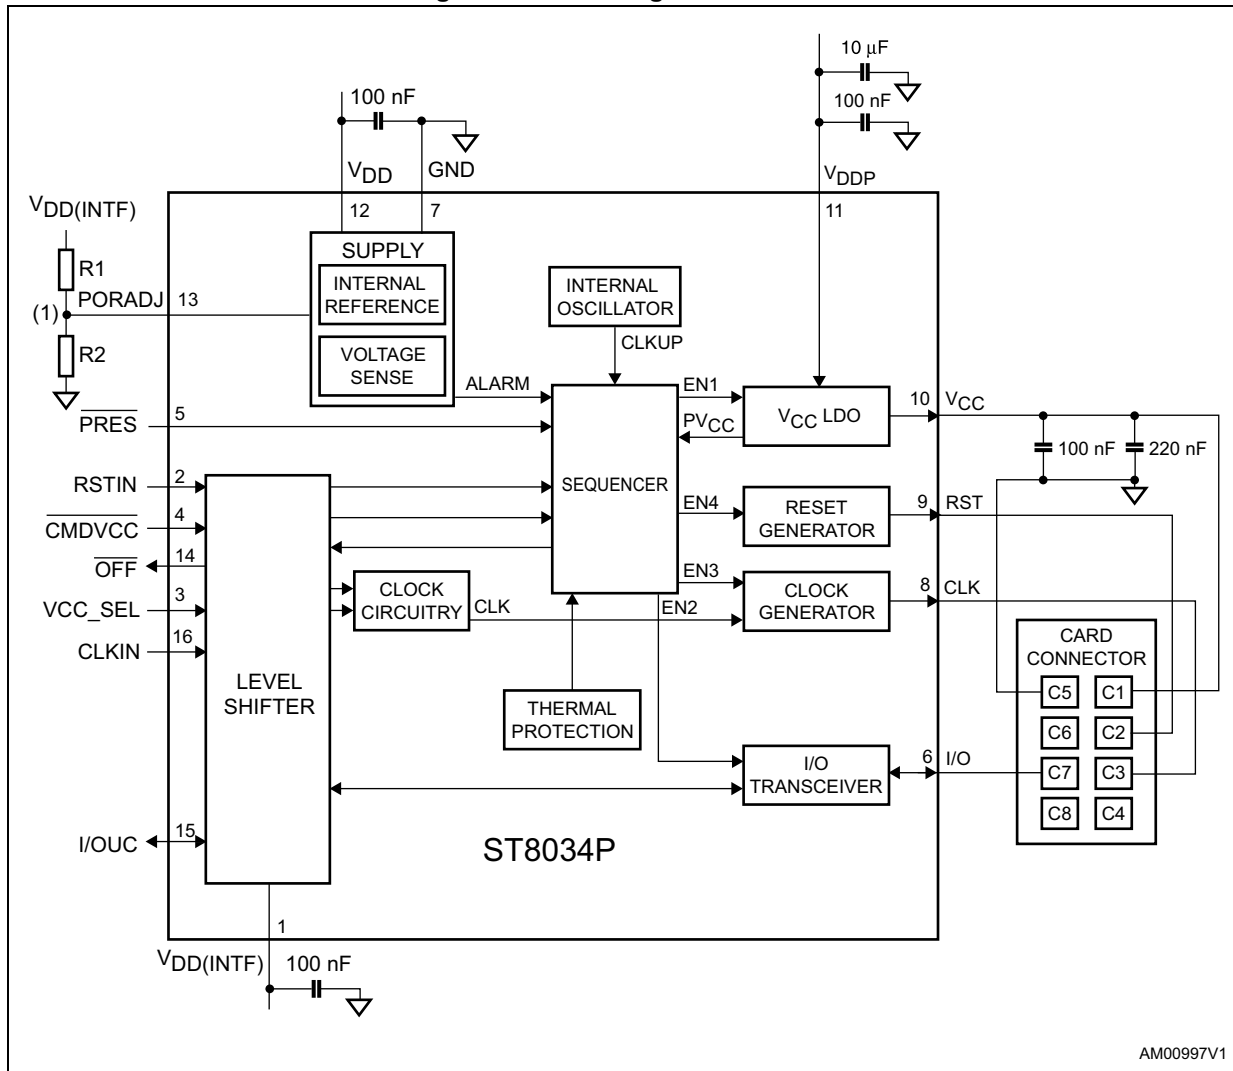 10 μF
100 nF
100 nF
VDD
GND
VDDP
VDD(INTF)
12
7
11
SUPPLY
R1
INTERNAL
REFERENCE
INTERNAL
OSCILLATOR
PORADJ
13
(1)
R2
CLKUP
VOLTAGE
SENSE
ALARM
EN1
VCC LDO
10
VCC
PRES
5
PVCC
100 nF
220 nF
RSTIN
2
SEQUENCER
EN4
RESET
GENERATOR
9
RST
CMDVCC
4
OFF
14
EN3
CLOCK
GENERATOR
8
CLK
VCC_SEL
3
CLOCK
CIRCUITRY
CLK
EN2
CLKIN
16
CARD
CONNECTOR
LEVEL
SHIFTER
C5
C1
THERMAL
PROTECTION
C6
C2
I/O
TRANSCEIVER
6
I/O
C7
C3
C8
C4
I/OUC
15
ST8034P
1
VDD(INTF)
100 nF
AM00997V1